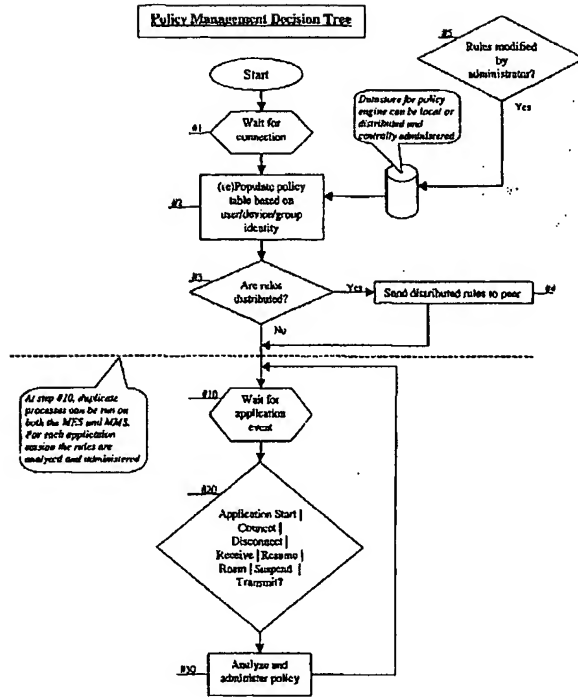 Policy Management Decision Tree
#5
Rules modified
by
administrator?
Yes
Start
#1
Wait for
connection
Datastore for policy
engine can be local or
distributed and
centrally administered
#2
(re)Populate policy
table based on
user/device/group
identity
#3
Are rules
distributed?
Yes
Send distributed rules to peer
#4
No
At step #10, duplicate
processes can be run on
both the MES and MMS.
For each application
session the rules are
analyzed and administered
#10
Wait for
application
event
#20
Application Start |
Connect |
Disconnect |
Receive | Resume |
Roam | Suspend |
Transmit?
#30
Analyze and
administer policy